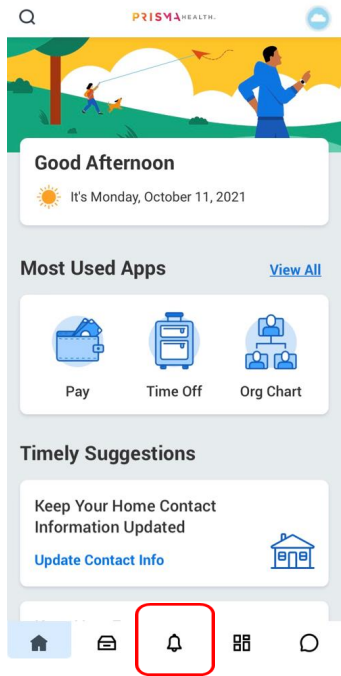 PRISMA HEALTH.
Good Afternoon
It's Monday, October 11, 2021
Most Used Apps
View All
Pay
Time Off
Org Chart
Timely Suggestions
Keep Your Home Contact
Information Updated
Update Contact Info